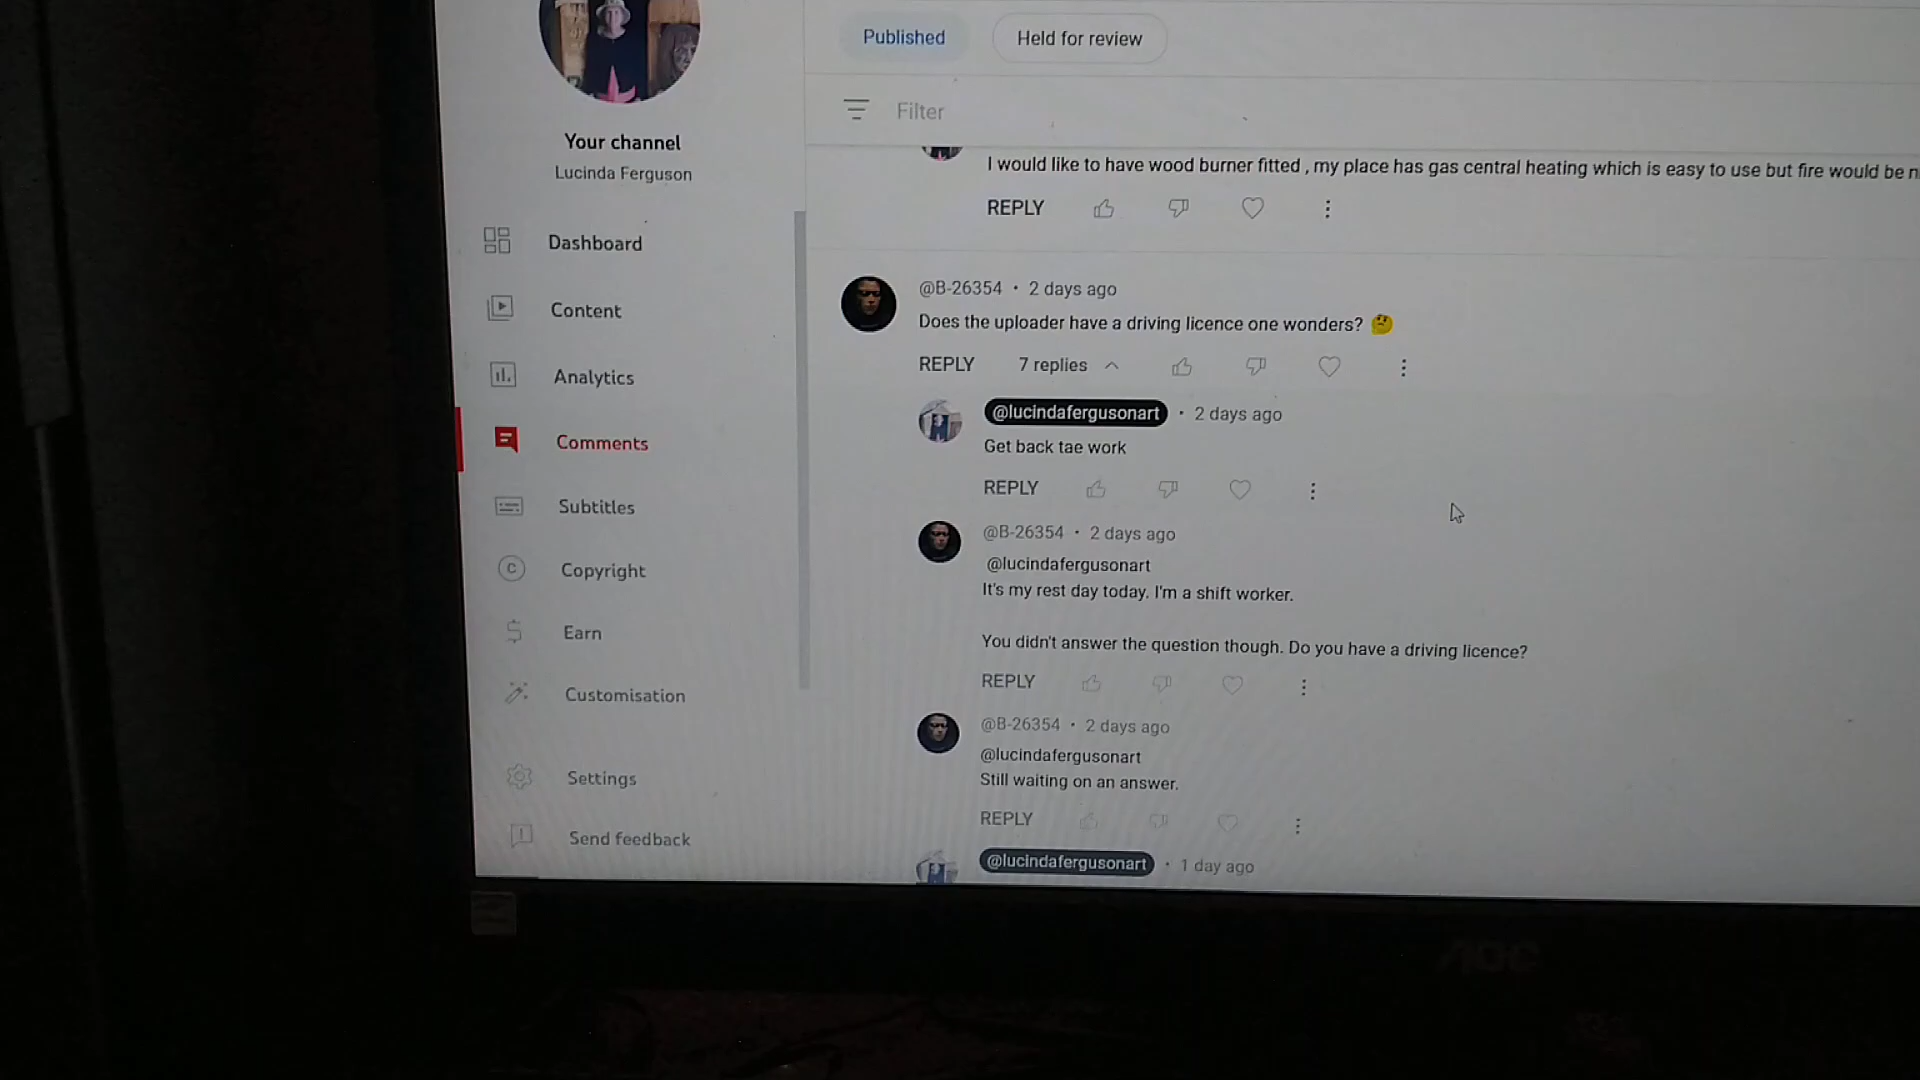 Published
Held for review
Filter
Your channel
Lucinda Ferguson
Dashboard
Content
Analytics
Comments
Subtitles
Copyright
Earn
Customisation
Settings
Send feedback
I would like to have wood burner fitted , my place has gas central heating which is easy to use but fire would be n
REPLY
@B-26354 • 2 days ago
Does the uploader have a driving licence one wonders? 🤔
REPLY 7 replies
@lucindafergusonart • 2 days ago
Get back tae work
REPLY
@B-26354 • 2 days ago
@lucindafergusonart
It's my rest day today. I'm a shift worker.
You didn't answer the question though. Do you have a driving licence?
REPLY
@B-26354 • 2 days ago
@lucindafergusonart
Still waiting on an answer.
REPLY
@lucindafergusonart • 1 day ago
AOC